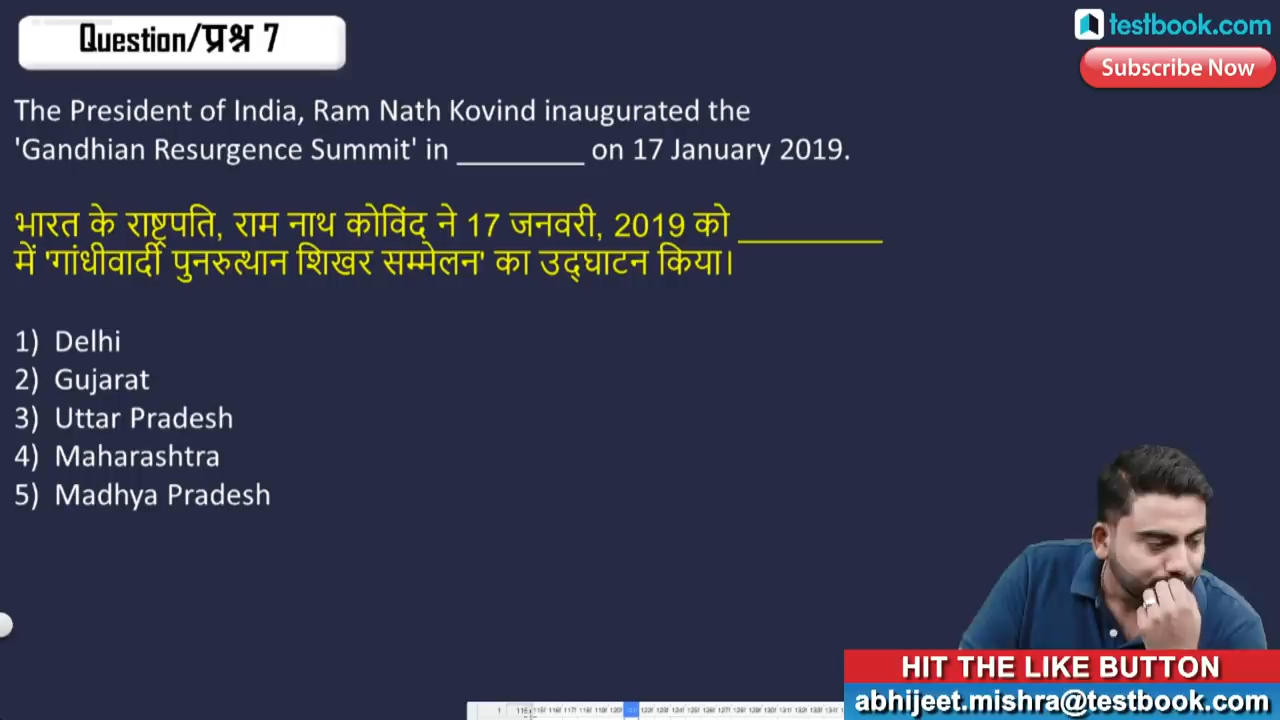 Question/प्रश्न 7
testbook.com
Subscribe Now
The President of India, Ram Nath Kovind inaugurated the
'Gandhian Resurgence Summit' in _________ on 17 January 2019.
भारत के राष्ट्रपति, राम नाथ कोविंद ने 17 जनवरी, 2019 को __________
में 'गांधीवादी पुनरुत्थान शिखर सम्मेलन' का उद्घाटन किया।
1) Delhi
2) Gujarat
3) Uttar Pradesh
4) Maharashtra
5) Madhya Pradesh
HIT THE LIKE BUTTON
abhijeet.mishra@testbook.com